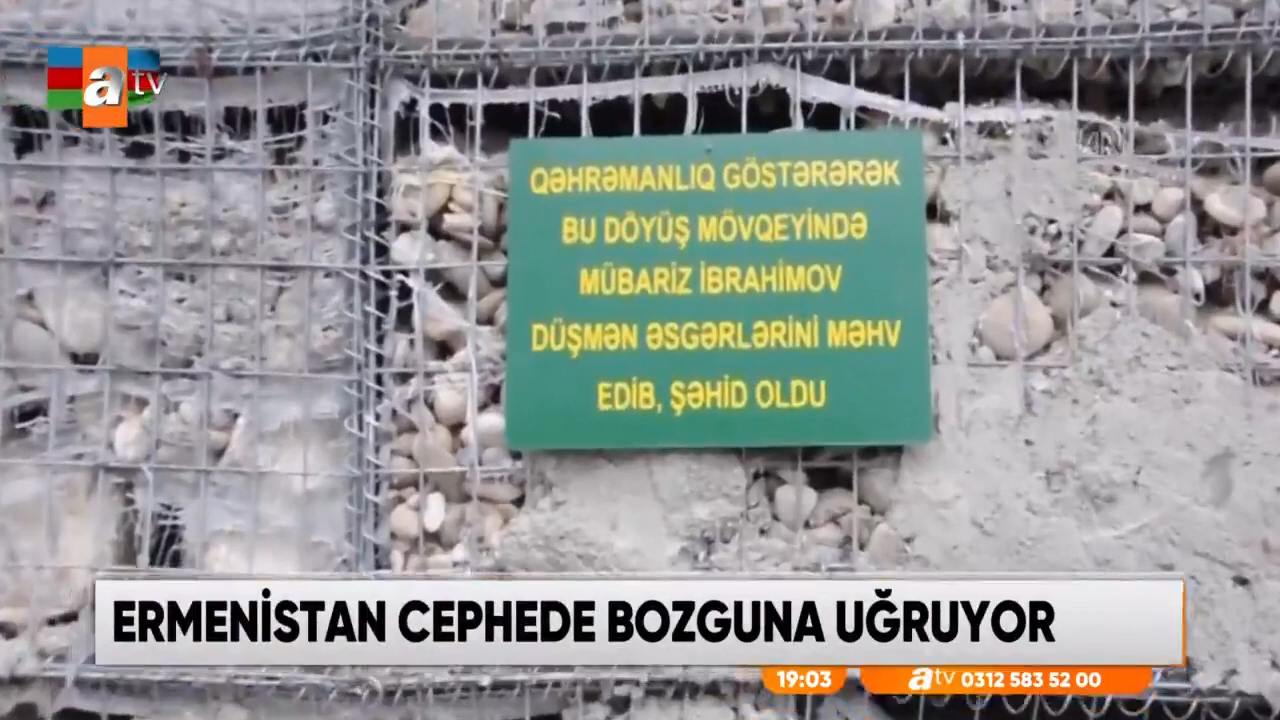 atv
QƏHRƏMANLIQ GÖSTƏRƏRƏK
BU DÖYÜŞ MÖVQEYİNDƏ
MÜBARİZ İBRAHİMOV
DÜŞMƏN ƏSGƏRLƏRİNİ MƏHV
EDİB, ŞƏHİD OLDU
ERMENİSTAN CEPHEDE BOZGUNA UĞRUYOR
19:03 atv 0312 583 52 00